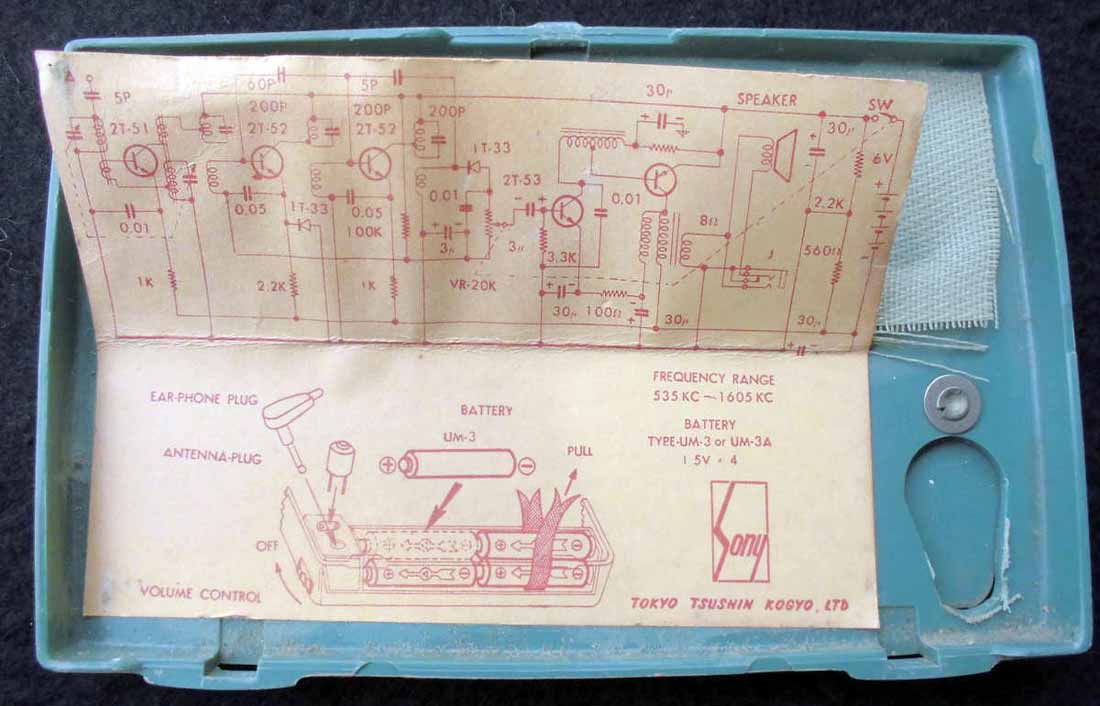 A
60P
5P
30μ
SPEAKER
SW
5P
200P
200P
200P
30μ
2T-51
2T-52
2T-52
1T-33
6V
2T-53
0.05
1T-33
0.05
0.01
0.01
0.01
100K
3μ
3μ
8Ω
2.2K
3.3K
J
560Ω
1K
2.2K
1K
VR-20K
30μ
100Ω
30μ
30μ
EAR-PHONE PLUG
ANTENNA-PLUG
BATTERY
UM-3
PULL
OFF
VOLUME CONTROL
FREQUENCY RANGE
535 KC ~ 1605 KC
BATTERY
TYPE-UM-3 or UM-3A
1.5V × 4
Sony
TOKYO TSUSHIN KOGYO, LTD